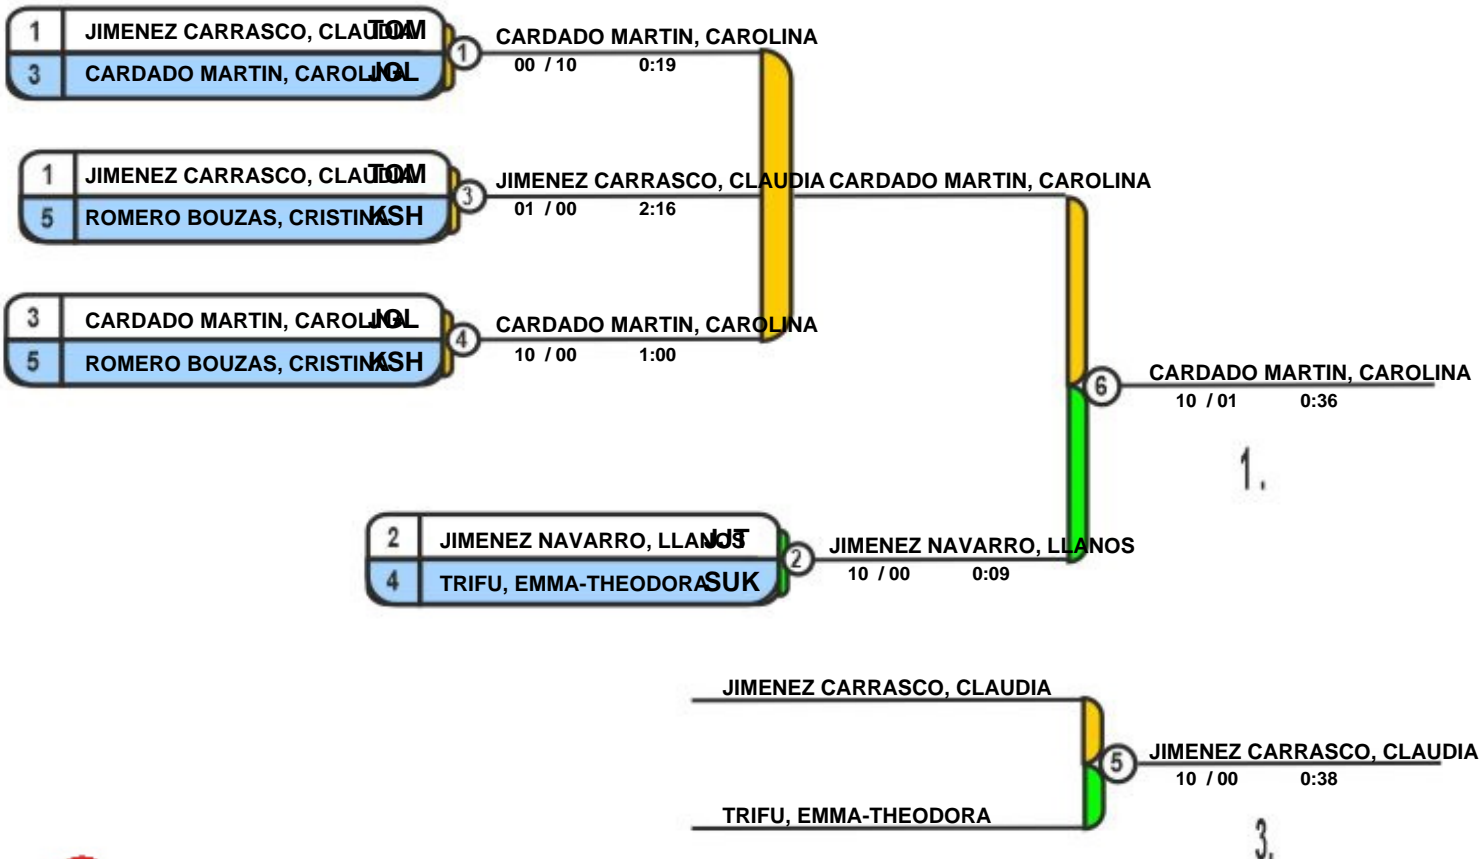 1 JIMENEZ CARRASCO, CLAUDIA TOM
3 CARDADO MARTIN, CAROLINA JGL
1 CARDADO MARTIN, CAROLINA
00 / 10 0:19
1 JIMENEZ CARRASCO, CLAUDIA TOM
5 ROMERO BOUZAS, CRISTINA KSH
3 JIMENEZ CARRASCO, CLAUDIA CARDADO MARTIN, CAROLINA
01 / 00 2:16
3 CARDADO MARTIN, CAROLINA JGL
5 ROMERO BOUZAS, CRISTINA KSH
4 CARDADO MARTIN, CAROLINA
10 / 00 1:00
6 CARDADO MARTIN, CAROLINA
10 / 01 0:36
1.
2 JIMENEZ NAVARRO, LLANOS JJT
4 TRIFU, EMMA-THEODORA SUK
2 JIMENEZ NAVARRO, LLANOS
10 / 00 0:09
JIMENEZ CARRASCO, CLAUDIA
5 JIMENEZ CARRASCO, CLAUDIA
10 / 00 0:38
TRIFU, EMMA-THEODORA
3.